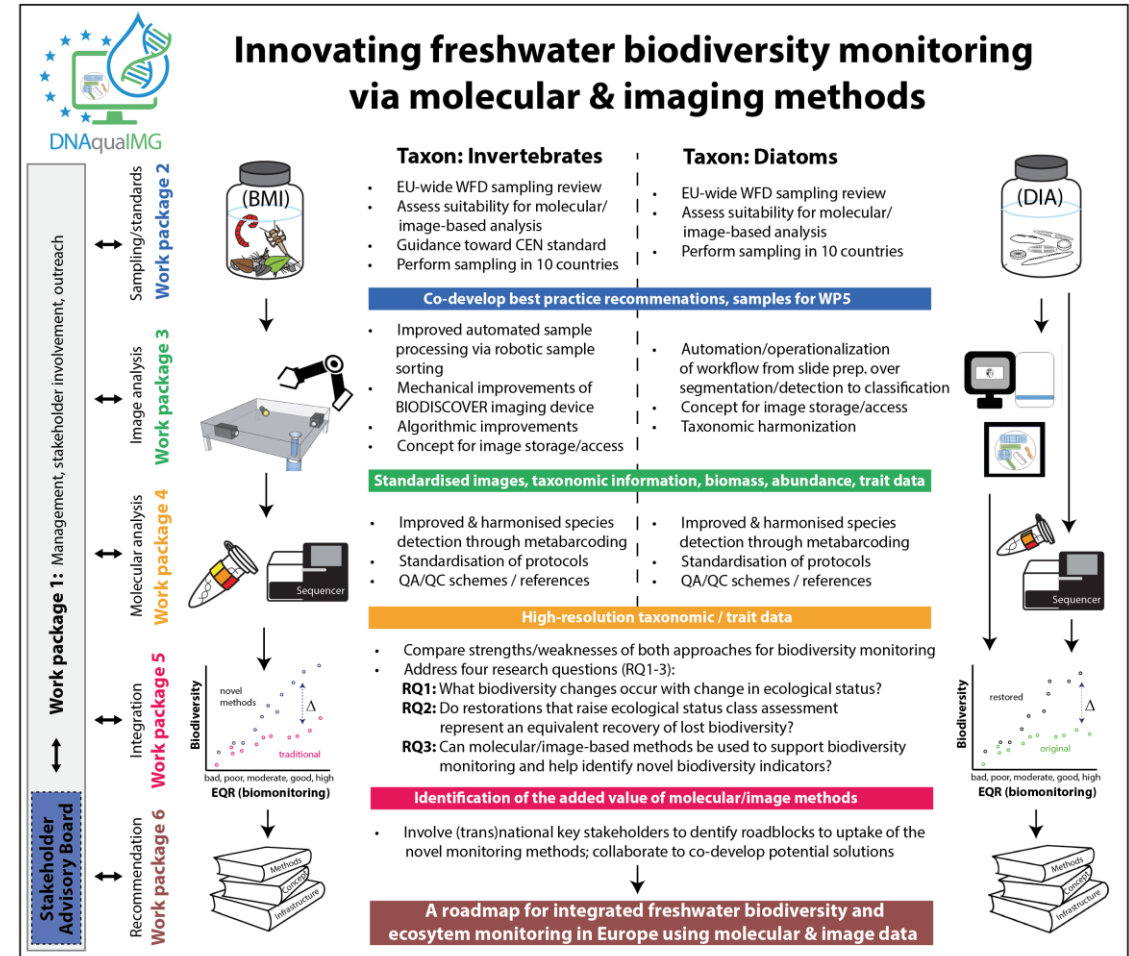 Innovating freshwater biodiversity monitoring
via molecular & imaging methods
DNAquaIMG
Work package 1: Management, stakeholder involvement, outreach
Stakeholder
Advisory Board
Sampling/standards
Work package 2
(BMI)
Taxon: Invertebrates
• EU-wide WFD sampling review
• Assess suitability for molecular/
image-based analysis
• Guidance toward CEN standard
• Perform sampling in 10 countries
Taxon: Diatoms
• EU-wide WFD sampling review
• Assess suitability for molecular/
image-based analysis
• Perform sampling in 10 countries
(DIA)
Co-develop best practice recommenations, samples for WP5
Image analysis
Work package 3
• Improved automated sample
processing via robotic sample
sorting
• Mechanical improvements of
BIODISCOVER imaging device
• Algorithmic improvements
• Concept for image storage/access
• Automation/operationalization
of workflow from slide prep. over
segmentation/detection to classification
• Concept for image storage/access
• Taxonomic harmonization
Standardised images, taxonomic information, biomass, abundance, trait data
Molecular analysis
Work package 4
Sequencer
• Improved & harmonised species
detection through metabarcoding
• Standardisation of protocols
• QA/QC schemes / references
• Improved & harmonised species
detection through metabarcoding
• Standardisation of protocols
• QA/QC schemes / references
Sequencer
High-resolution taxonomic / trait data
Integration
Work package 5
Biodiversity
novel
methods
Δ
traditional
bad, poor, moderate, good, high
EQR (biomonitoring)
• Compare strengths/weaknesses of both approaches for biodiversity monitoring
• Address four research questions (RQ1-3):
RQ1: What biodiversity changes occur with change in ecological status?
RQ2: Do restorations that raise ecological status class assessment
represent an equivalent recovery of lost biodiversity?
RQ3: Can molecular/image-based methods be used to support biodiversity
monitoring and help identify novel biodiversity indicators?
Biodiversity
restored
Δ
original
bad, poor, moderate, good, high
EQR (biomonitoring)
Identification of the added value of molecular/image methods
Recommendation
Work package 6
Methods
Concept
Infrastructure
• Involve (trans)national key stakeholders to dentify roadblocks to uptake of the
novel monitoring methods; collaborate to co-develop potential solutions
Methods
Concept
Infrastructure
A roadmap for integrated freshwater biodiversity and
ecosytem monitoring in Europe using molecular & image data